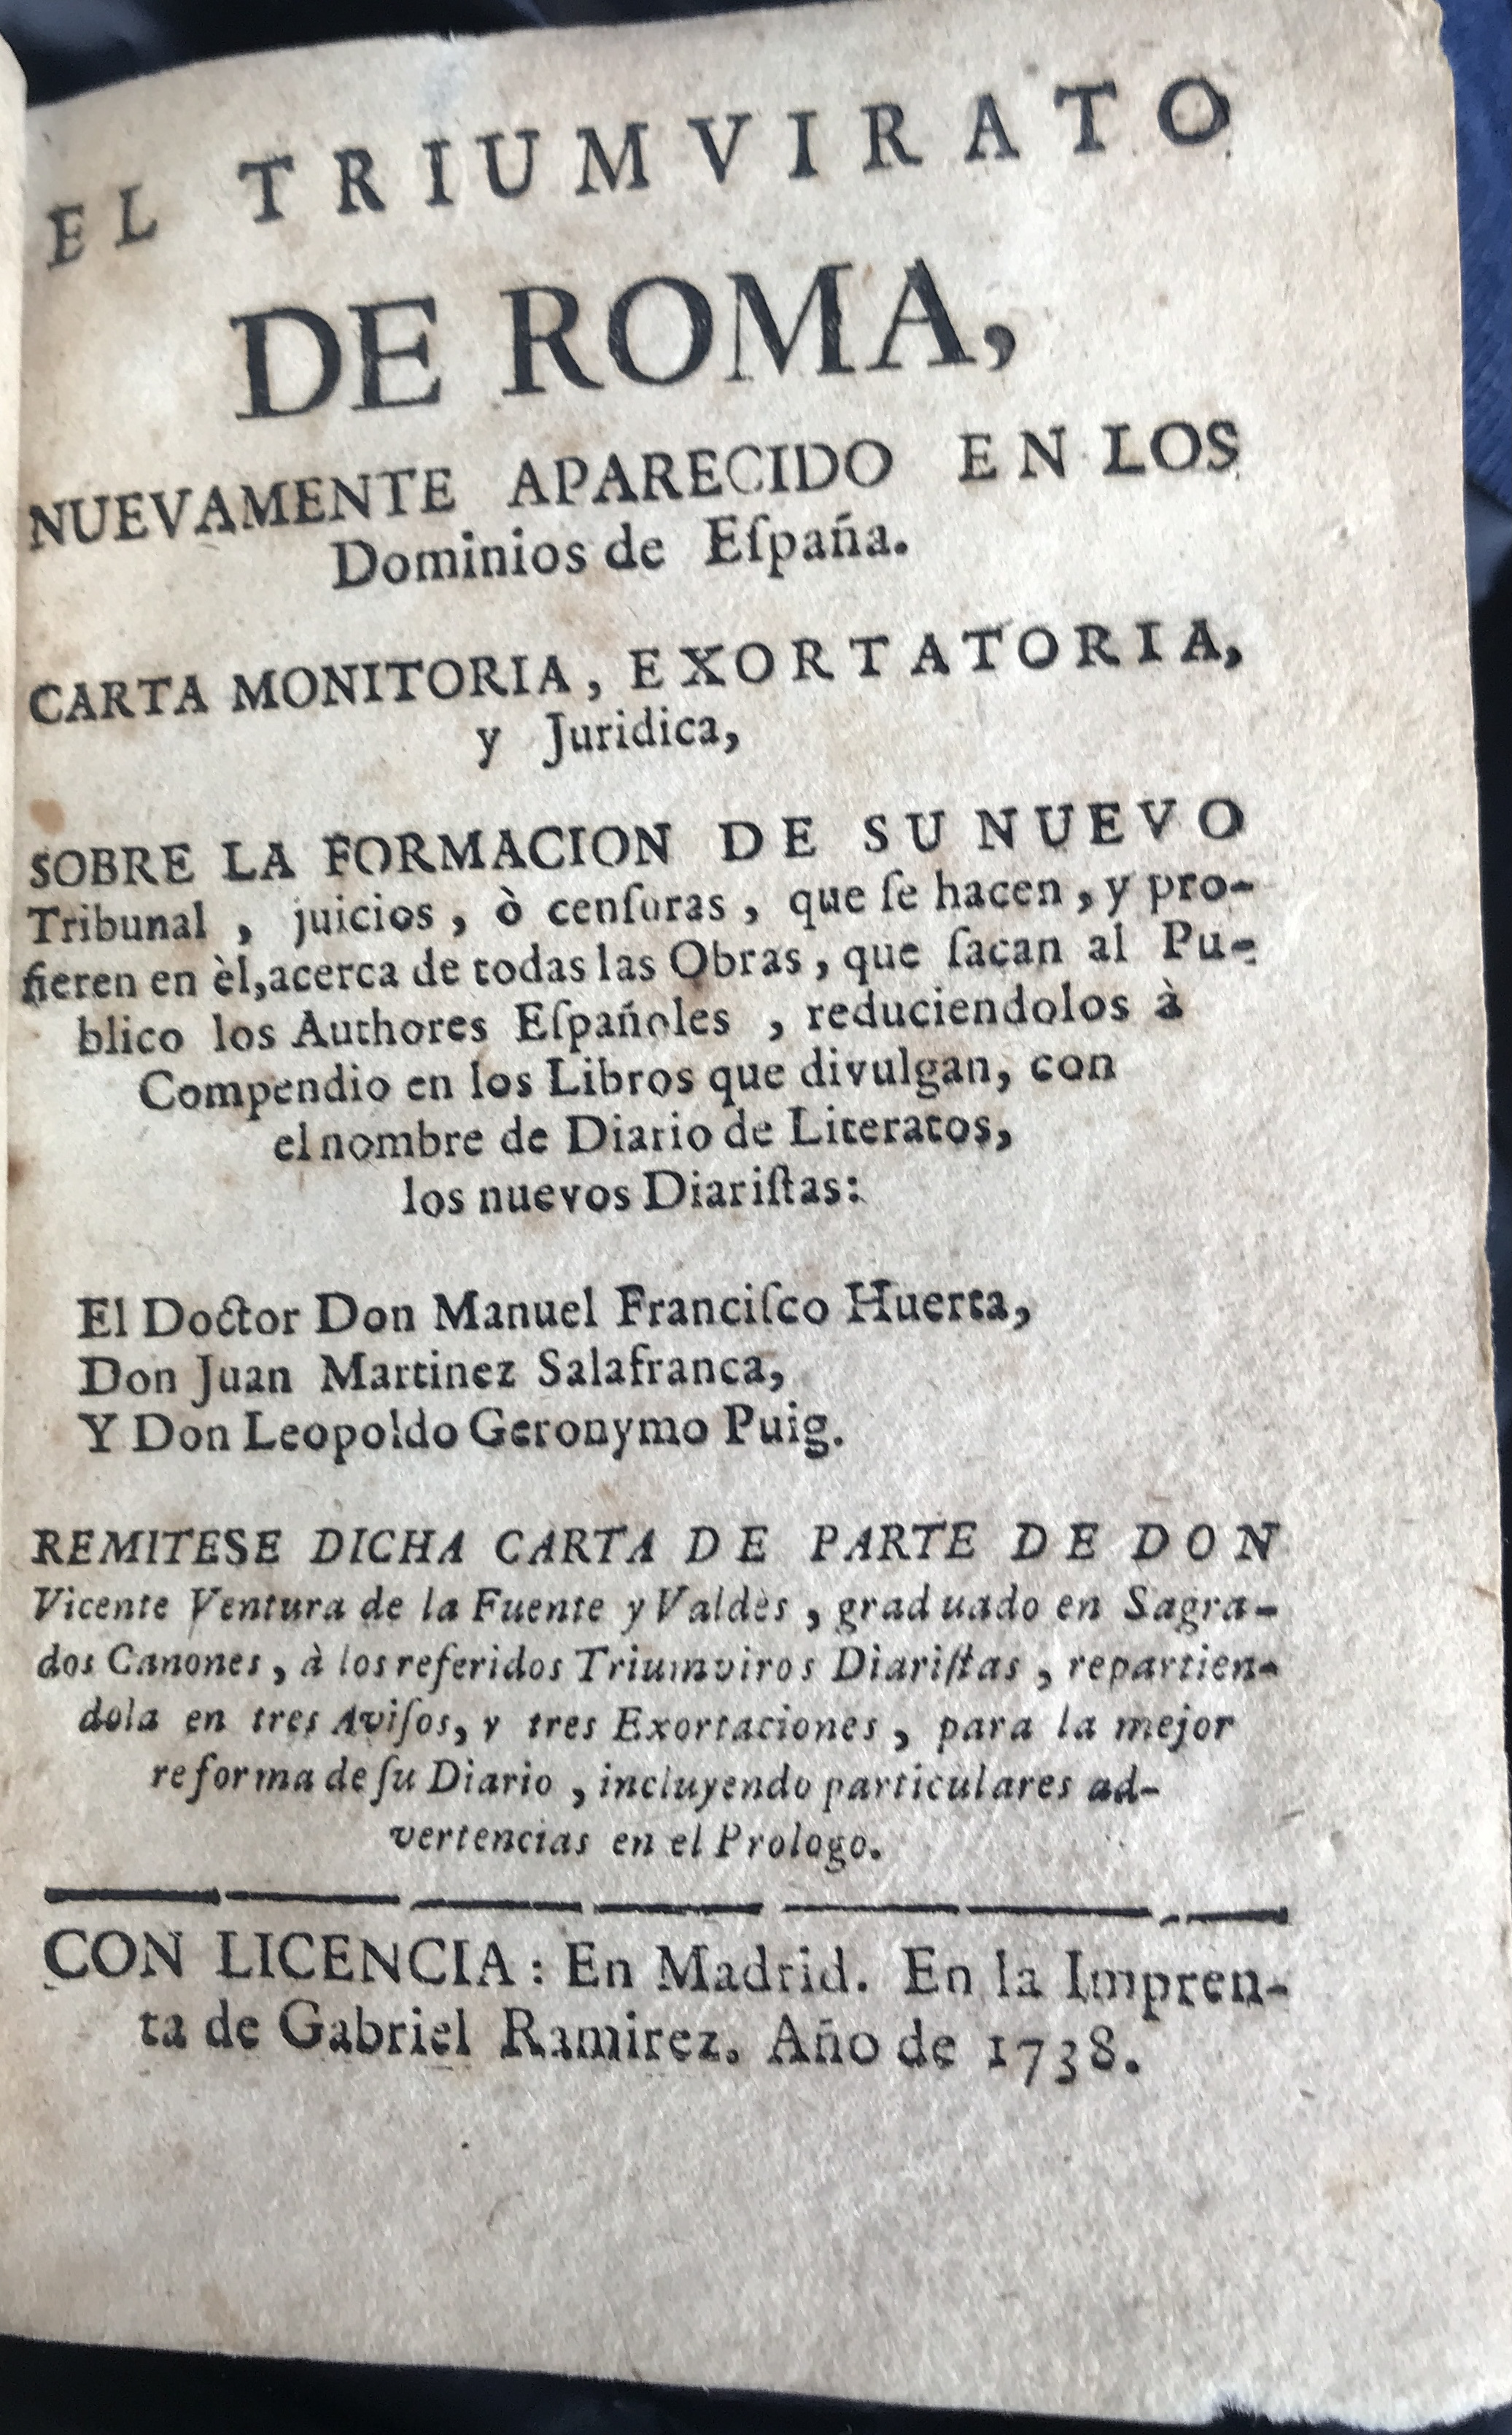 EL TRIUMVIRATO
DE ROMA,
NUEVAMENTE APARECIDO EN LOS
Dominios de Eſpaña.
CARTA MONITORIA, EXORTATORIA,
y Juridica,
SOBRE LA FORMACION DE SU NUEVO
Tribunal, juicios, ò cenſuras, que ſe hacen, y pro-
fieren en èl, acerca de todas las Obras, que ſacan al Pu-
blico los Authores Eſpañoles, reduciendolos à
Compendio en los Libros que divulgan, con
el nombre de Diario de Literatos,
los nuevos Diariſtas:
El Doctor Don Manuel Franciſco Huerta,
Don Juan Martinez Salafranca,
Y Don Leopoldo Geronymo Puig.
REMITESE DICHA CARTA DE PARTE DE DON
Vicente Ventura de la Fuente y Valdès, graduado en Sagra-
dos Canones, à los referidos Triumviros Diariſtas, repartien-
dola en tres Aviſos, y tres Exortaciones, para la mejor
reforma de ſu Diario, incluyendo particulares ad-
vertencias en el Prologo.
CON LICENCIA: En Madrid. En la Impren-
ta de Gabriel Ramirez. Año de 1738.